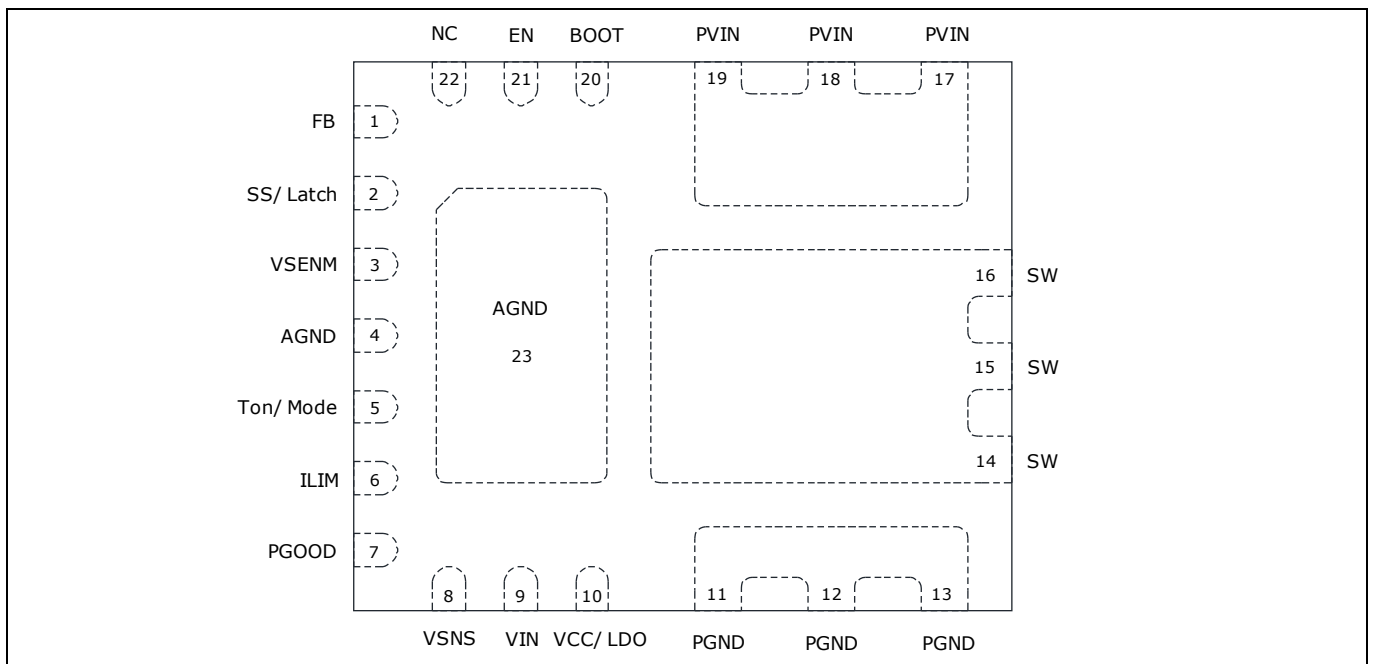 NC EN BOOT PVIN PVIN PVIN
22 21 20 19 18 17
FB 1
SS/ Latch 2
VSENM 3
16 SW
AGND
AGND 4
23
15 SW
Ton/ Mode 5
14 SW
ILIM 6
PGOOD 7
8 9 10 11 12 13
VSNS VIN VCC/ LDO PGND PGND PGND